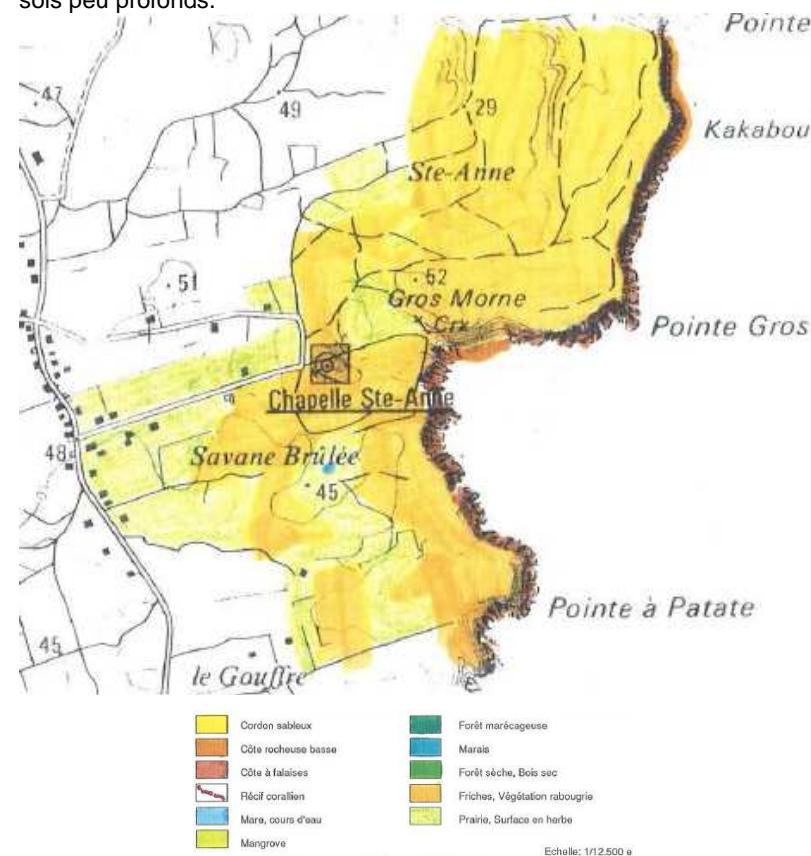 sols peu profonds.
Pointe
47
49
29
Kakabou
Ste-Anne
51
52
Gros Morne
Crx
Pointe Gros
Chapelle Ste-Anne
48
Savane Brûlée
45
Pointe à Patate
45
le Gouffre
Cordon sableux
Côte rocheuse basse
Côte à falaises
Récif corallien
Mare, cours d'eau
Mangrove
Forêt marécageuse
Marais
Forêt sèche, Bois sec
Friches, Végétation rabougrie
Prairie, Surface en herbe
Echelle: 1/12.500 e